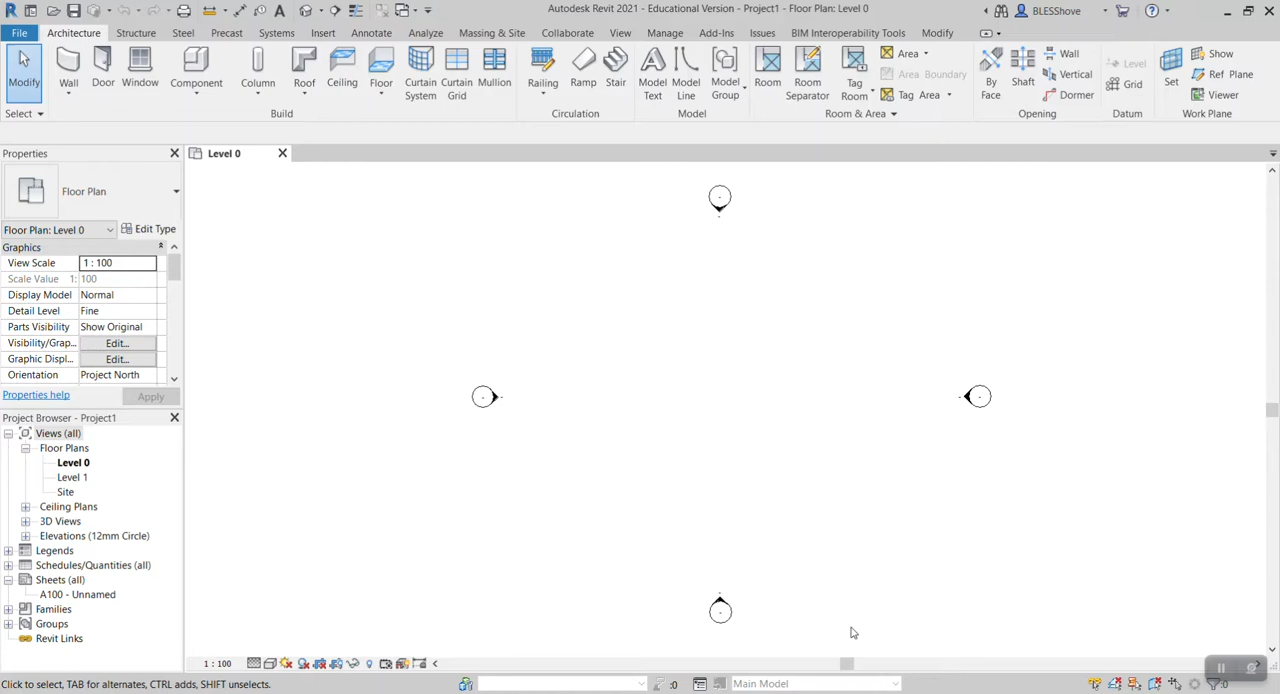 Autodesk Revit 2021 - Educational Version - Project1 - Floor Plan: Level 0
BLESShove
File Architecture Structure Steel Precast Systems Insert Annotate Analyze Massing & Site Collaborate View Manage Add-Ins Issues BIM Interoperability Tools Modify
Modify
Wall
Door
Window
Component
Column
Roof
Ceiling
Floor
Curtain System
Curtain Grid
Mullion
Railing
Ramp
Stair
Model Text
Model Line
Model Group
Room
Room Separator
Tag Room
Area
Area Boundary
Tag Area
By Face
Shaft
Wall
Vertical
Dormer
Level
Grid
Set
Show
Ref Plane
Viewer
Select
Build
Circulation
Model
Room & Area
Opening
Datum
Work Plane
Properties
Level 0
Floor Plan
Floor Plan: Level 0
Edit Type
Graphics
View Scale 1 : 100
Scale Value 1: 100
Display Model Normal
Detail Level Fine
Parts Visibility Show Original
Visibility/Grap... Edit...
Graphic Displ... Edit...
Orientation Project North
Properties help
Apply
Project Browser - Project1
Views (all)
Floor Plans
Level 0
Level 1
Site
Ceiling Plans
3D Views
Elevations (12mm Circle)
Legends
Schedules/Quantities (all)
Sheets (all)
A100 - Unnamed
Families
Groups
Revit Links
1 : 100
Click to select, TAB for alternates, CTRL adds, SHIFT unselects.
:0
Main Model
:0